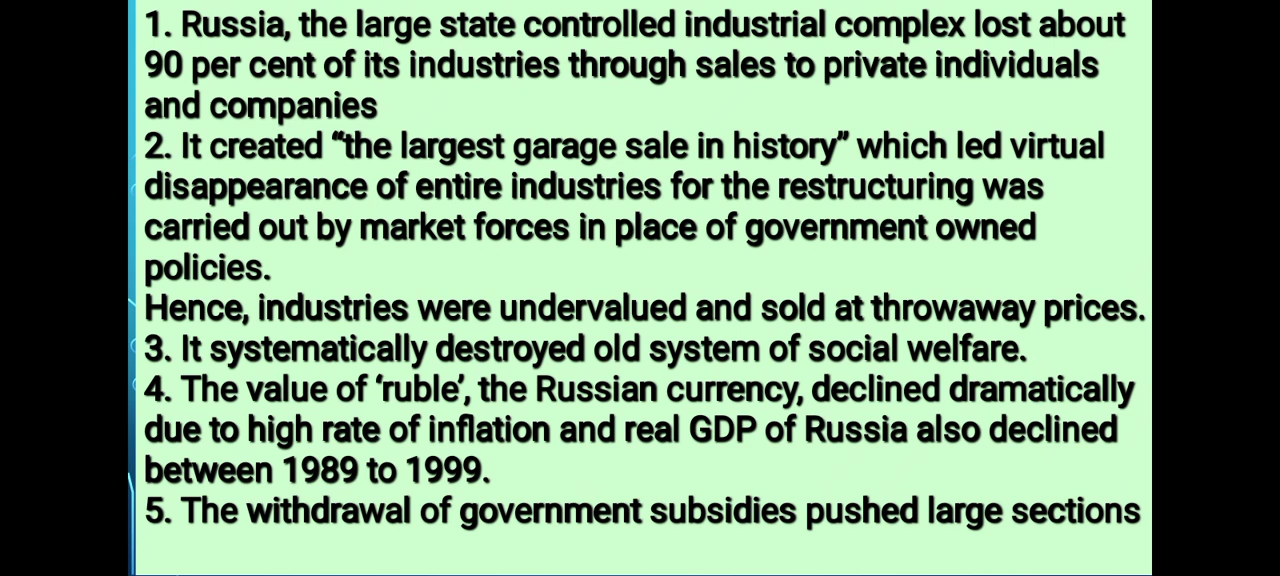 1. Russia, the large state controlled industrial complex lost about
90 per cent of its industries through sales to private individuals
and companies
2. It created “the largest garage sale in history” which led virtual
disappearance of entire industries for the restructuring was
carried out by market forces in place of government owned
policies.
Hence, industries were undervalued and sold at throwaway prices.
3. It systematically destroyed old system of social welfare.
4. The value of ‘ruble’, the Russian currency, declined dramatically
due to high rate of inflation and real GDP of Russia also declined
between 1989 to 1999.
5. The withdrawal of government subsidies pushed large sections